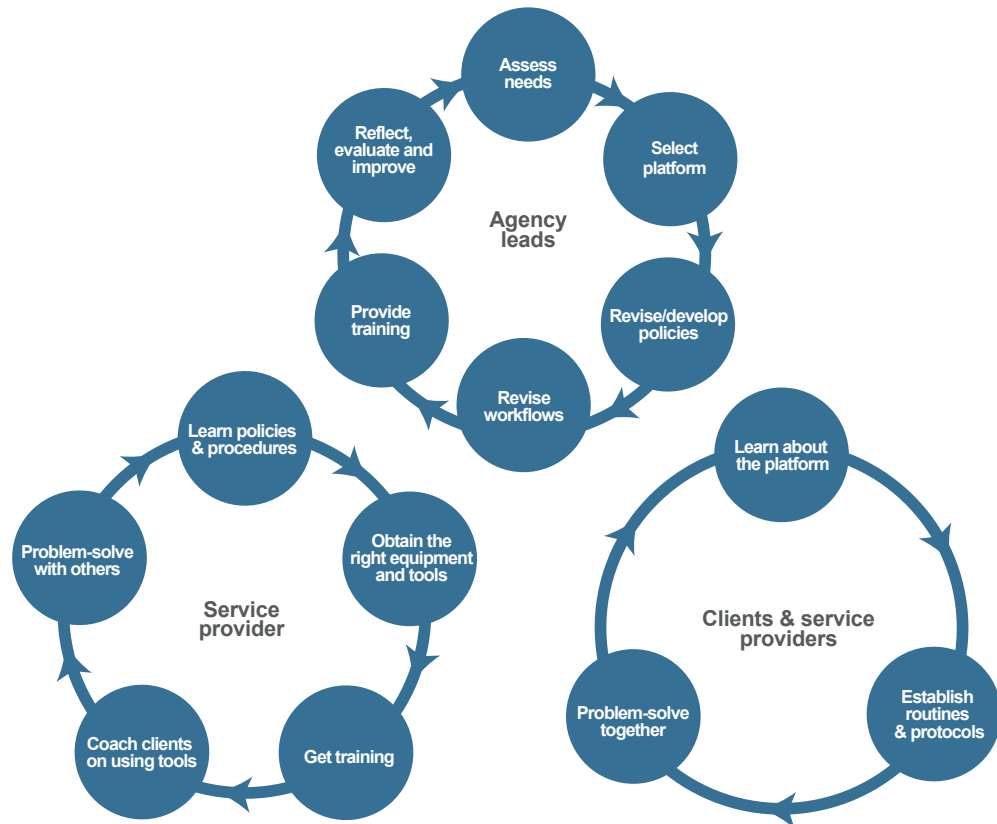 Assess
needs
Select
platform
Revise/develop
policies
Revise
workflows
Provide
training
Reflect,
evaluate and
improve
Agency
leads
Learn policies
& procedures
Obtain the
right equipment
and tools
Get training
Coach clients
on using tools
Problem-solve
with others
Service
provider
Learn about
the platform
Establish
routines
& protocols
Problem-solve
together
Clients & service
providers